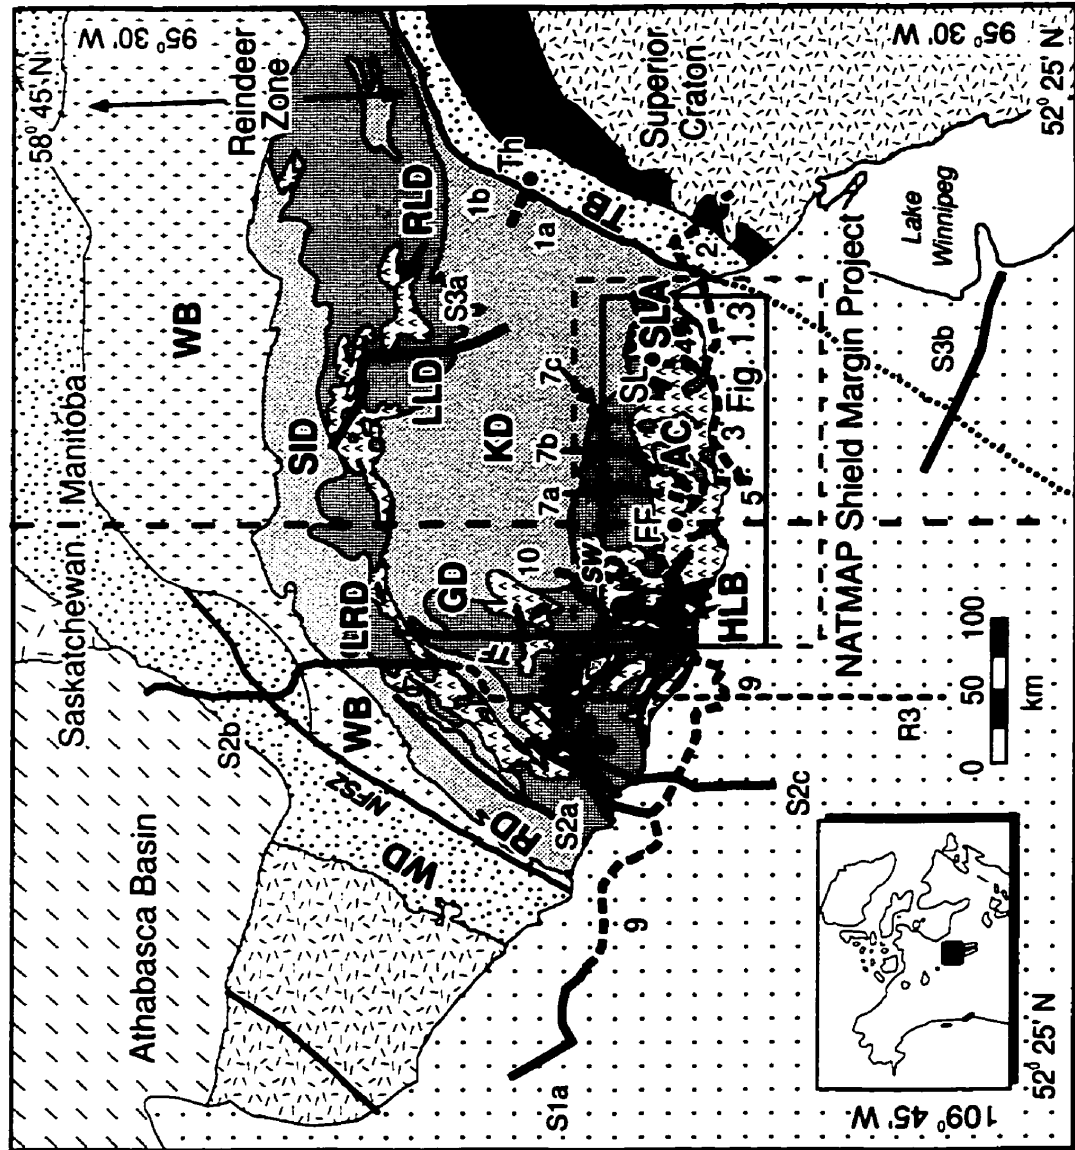 58° 45' N
95° 30' W
Reindeer
Zone
Saskatchewan
Manitoba
Athabasca Basin
WB
S2b
NFSZ
WB
WD
RD
S2a
LRD
SID
LLD
RLD
S3a
KD
GD
10
7a
7b
7c
1b
1a
Th
TB
Superior
Craton
2
SW
FF
AC
SL
SLA
HLB
5
3
Fig. 1.3
NATMAP Shield Margin Project
Lake
Winnipeg
S3b
9
R3
S2c
9
S1a
0 50 100
km
109° 45' W
52° 25' N
52° 25' N
95° 30' W